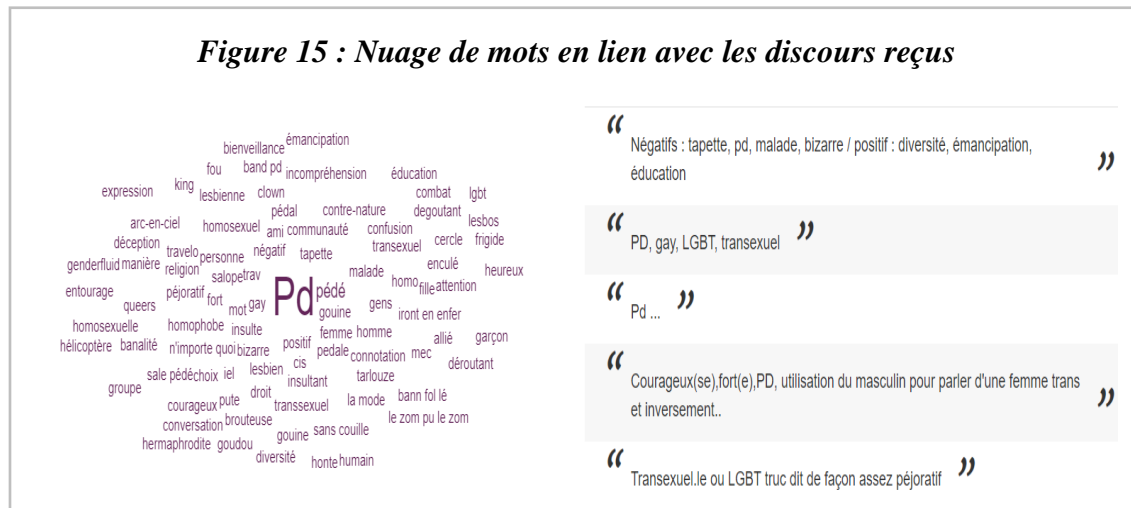 Figure 15 : Nuage de mots en lien avec les discours reçus
émancipation
bienveillance
fou band pd incompréhension éducation
expression king lesbienne clown combat lgbt
pédal contre-nature degoutant
arc-en-ciel homosexuel ami communauté confusion lesbos
déception travelo personne négatif tapette transexuel cercle frigide
genderfluid manière religion salope trav malade enculé heureux
entourage péjoratif fort Pd pédé homo fille attention
queers mot gay gouine gens iront en enfer
homosexuelle homophobe insulte femme homme allié garçon
hélicoptère banalité n'importe quoi bizarre positif pedale connotation mec déroutant
groupe sale pédé choix iel lesbien cis insultant tarlouze
courageux pute droit transsexuel la mode bann fol lé
conversation brouteuse gouine sans couille le zom pu le zom
hermaphrodite goudou
diversité honte humain
“ Négatifs : tapette, pd, malade, bizarre / positif : diversité, émancipation,
éducation ”
“ PD, gay, LGBT, transexuel ”
“ Pd ... ”
“ Courageux(se),fort(e),PD, utilisation du masculin pour parler d'une femme trans
et inversement.. ”
“ Transexuel.le ou LGBT truc dit de façon assez péjoratif ”